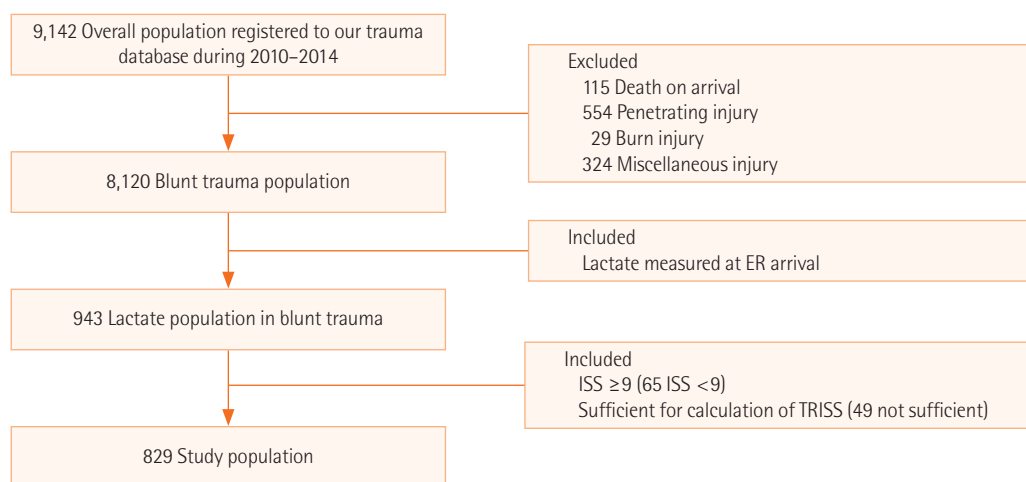 9,142 Overall population registered to our trauma
database during 2010–2014
Excluded
115 Death on arrival
554 Penetrating injury
29 Burn injury
324 Miscellaneous injury
8,120 Blunt trauma population
Included
Lactate measured at ER arrival
943 Lactate population in blunt trauma
Included
ISS ≥9 (65 ISS <9)
Sufficient for calculation of TRISS (49 not sufficient)
829 Study population